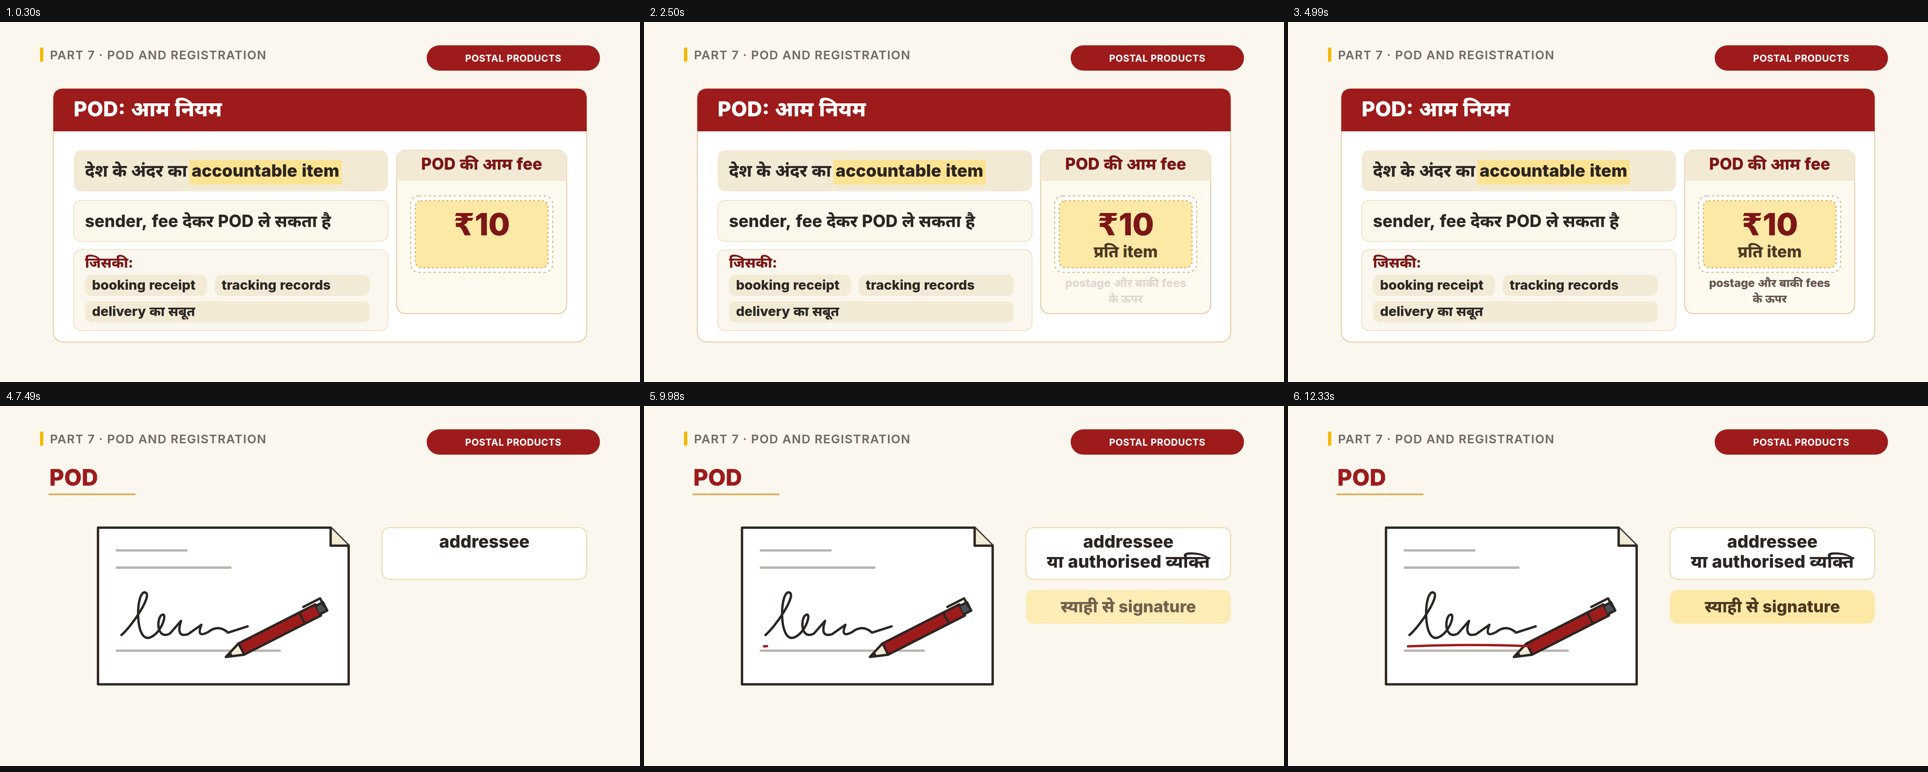 1. 0.30s
PART 7 · POD AND REGISTRATION
POSTAL PRODUCTS
POD: आम नियम
देश के अंदर का accountable item
sender, fee देकर POD ले सकता है
जिसकी:
booking receipt
tracking records
delivery का सबूत
POD की आम fee
₹10
2. 2.50s
PART 7 · POD AND REGISTRATION
POSTAL PRODUCTS
POD: आम नियम
देश के अंदर का accountable item
sender, fee देकर POD ले सकता है
जिसकी:
booking receipt
tracking records
delivery का सबूत
POD की आम fee
₹10
प्रति item
postage और बाकी fees
के ऊपर
3. 4.99s
PART 7 · POD AND REGISTRATION
POSTAL PRODUCTS
POD: आम नियम
देश के अंदर का accountable item
sender, fee देकर POD ले सकता है
जिसकी:
booking receipt
tracking records
delivery का सबूत
POD की आम fee
₹10
प्रति item
postage और बाकी fees
के ऊपर
4. 7.49s
PART 7 · POD AND REGISTRATION
POSTAL PRODUCTS
POD
addressee
5. 9.98s
PART 7 · POD AND REGISTRATION
POSTAL PRODUCTS
POD
addressee
या authorised व्यक्ति
स्याही से signature
6. 12.33s
PART 7 · POD AND REGISTRATION
POSTAL PRODUCTS
POD
addressee
या authorised व्यक्ति
स्याही से signature